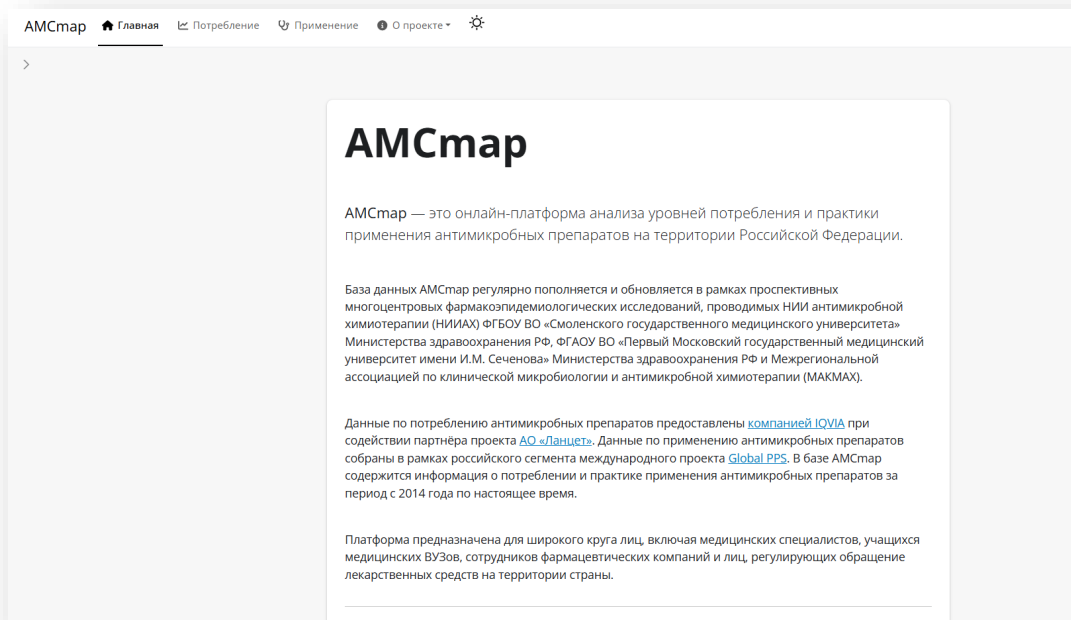 AMCmap Главная Потребление Применение О проекте
AMCmap
AMCmap — это онлайн-платформа анализа уровней потребления и практики
применения антимикробных препаратов на территории Российской Федерации.
База данных AMCmap регулярно пополняется и обновляется в рамках проспективных
многоцентровых фармакоэпидемиологических исследований, проводимых НИИ антимикробной
химиотерапии (НИИАХ) ФГБОУ ВО «Смоленского государственного медицинского университета»
Министерства здравоохранения РФ, ФГАОУ ВО «Первый Московский государственный медицинский
университет имени И.М. Сеченова» Министерства здравоохранения РФ и Межрегиональной
ассоциацией по клинической микробиологии и антимикробной химиотерапии (МАКМАХ).
Данные по потреблению антимикробных препаратов предоставлены компанией IQVIA при
содействии партнёра проекта АО «Ланцет». Данные по применению антимикробных препаратов
собраны в рамках российского сегмента международного проекта Global PPS. В базе AMCmap
содержится информация о потреблении и практике применения антимикробных препаратов за
период с 2014 года по настоящее время.
Платформа предназначена для широкого круга лиц, включая медицинских специалистов, учащихся
медицинских ВУЗов, сотрудников фармацевтических компаний и лиц, регулирующих обращение
лекарственных средств на территории страны.